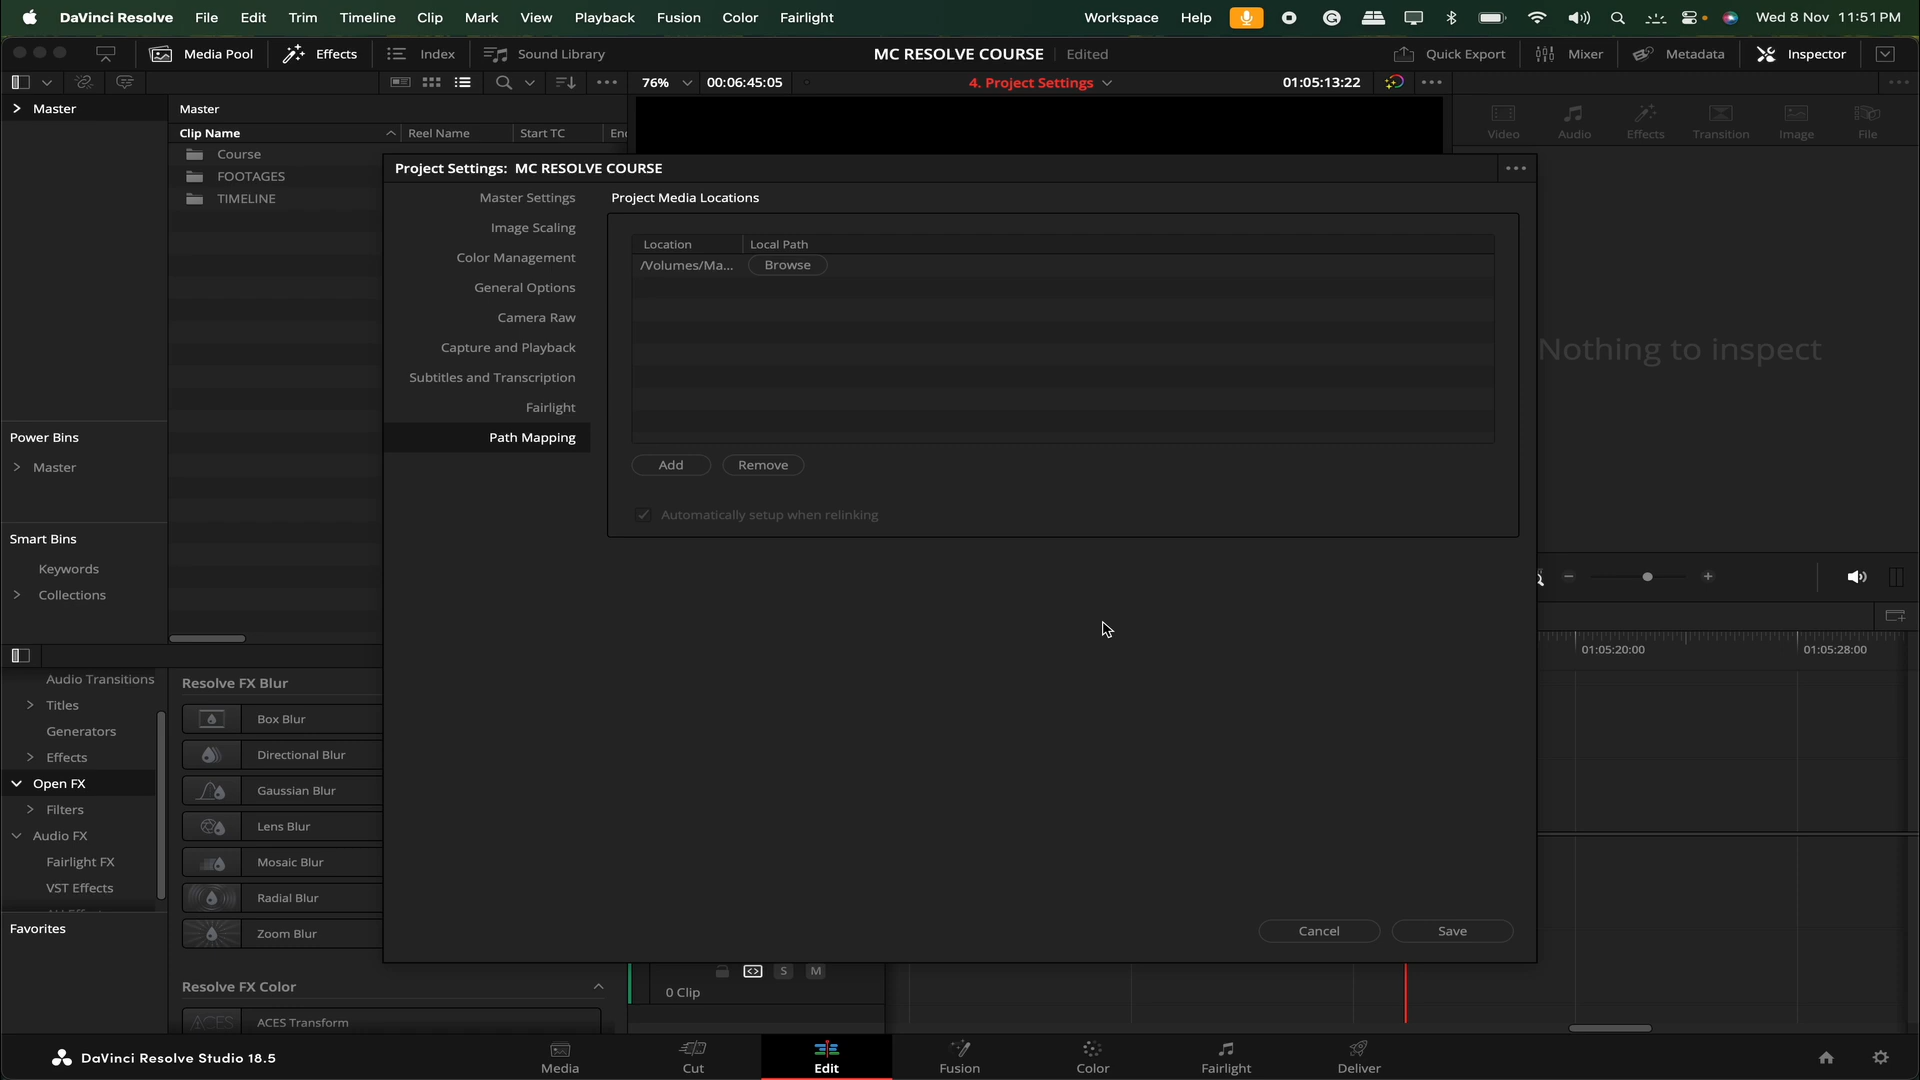 DaVinci Resolve File Edit Trim Timeline Clip Mark View Playback Fusion Color Fairlight Workspace Help Wed 8 Nov 11:51 PM
Media Pool Effects Index Sound Library MC RESOLVE COURSE Edited Quick Export Mixer Metadata Inspector
76% 00:06:45:05 4. Project Settings 01:05:13:22
Master Master
Clip Name Reel Name Start TC
Video Audio Effects Transition Image File
Course
FOOTAGES
TIMELINE
Project Settings: MC RESOLVE COURSE
Master Settings Project Media Locations
Image Scaling
Location Local Path
Color Management /Volumes/Ma... Browse
General Options
Camera Raw
Capture and Playback
Nothing to inspect
Subtitles and Transcription
Fairlight
Path Mapping
Add Remove
Automatically setup when relinking
Power Bins
Master
Smart Bins
Keywords
Collections
01:05:20:00 01:05:28:00
Audio Transitions Resolve FX Blur
Titles Box Blur
Generators
Effects Directional Blur
Open FX Gaussian Blur
Filters
Audio FX Lens Blur
Fairlight FX Mosaic Blur
VST Effects Radial Blur
Favorites Zoom Blur
Cancel Save
S M
0 Clip
Resolve FX Color
ACES ACES Transform
DaVinci Resolve Studio 18.5
Media Cut Edit Fusion Color Fairlight Deliver